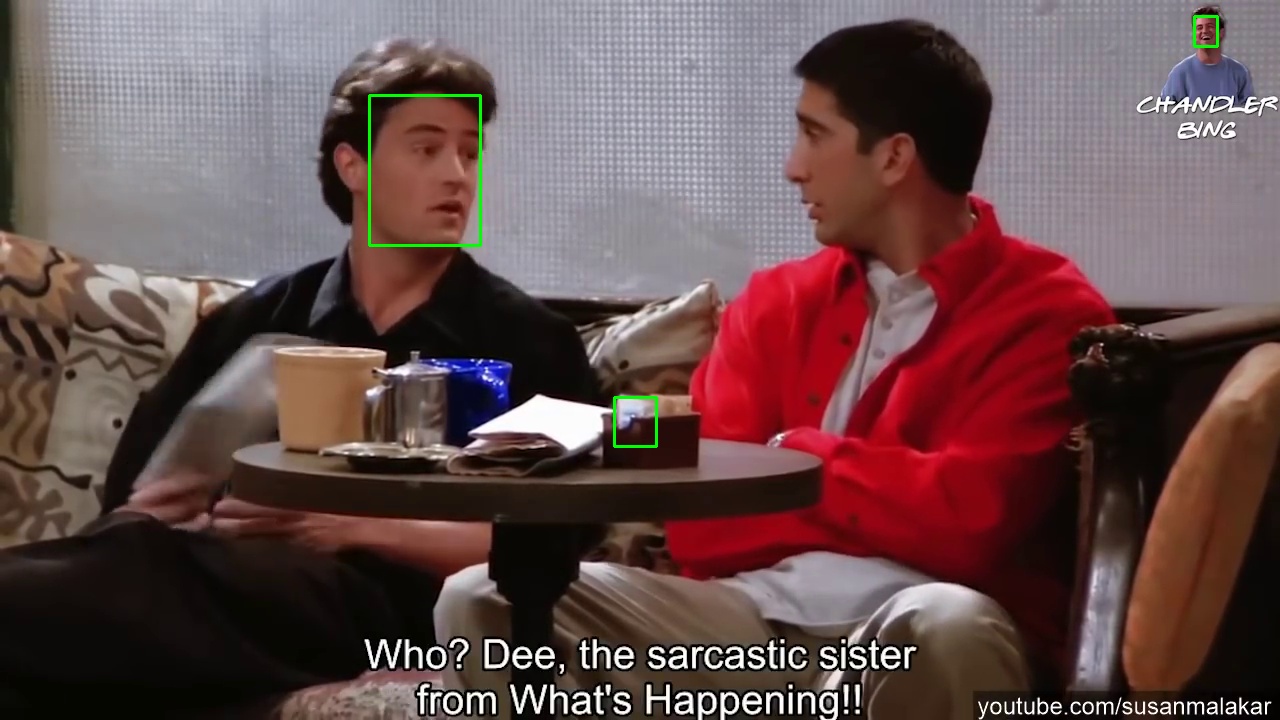 CHANDLER
BING
Who? Dee, the sarcastic sister
from What's Happening!!
youtube.com/susanmalakar